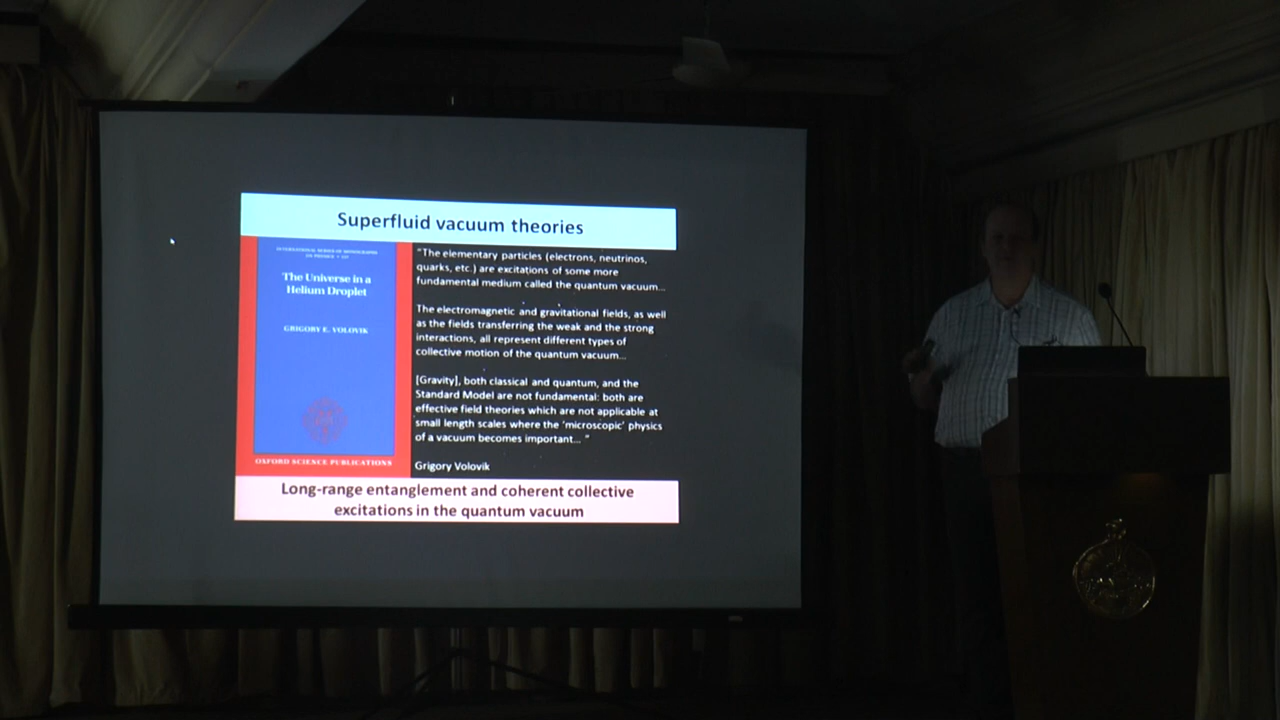 Superfluid vacuum theories
INTERNATIONAL SERIES OF MONOGRAPHS
ON PHYSICS • 117
The Universe in a
Helium Droplet
GRIGORY E. VOLOVIK
OXFORD SCIENCE PUBLICATIONS
"The elementary particles (electrons, neutrinos,
quarks, etc.) are excitations of some more
fundamental medium called the quantum vacuum...
The electromagnetic and gravitational fields, as well
as the fields transferring the weak and the strong
interactions, all represent different types of
collective motion of the quantum vacuum...
[Gravity], both classical and quantum, and the
Standard Model are not fundamental: both are
effective field theories which are not applicable at
small length scales where the 'microscopic' physics
of a vacuum becomes important... "
Grigory Volovik
Long-range entanglement and coherent collective
excitations in the quantum vacuum